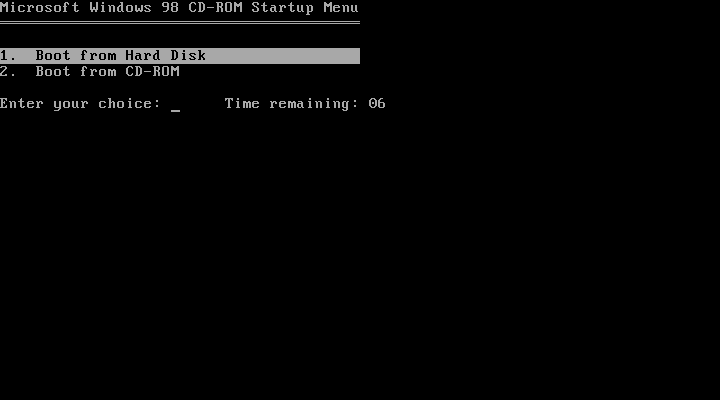 Microsoft Windows 98 CD-ROM Startup Menu
1.  Boot from Hard Disk
2.  Boot from CD-ROM
Enter your choice: _     Time remaining: 06